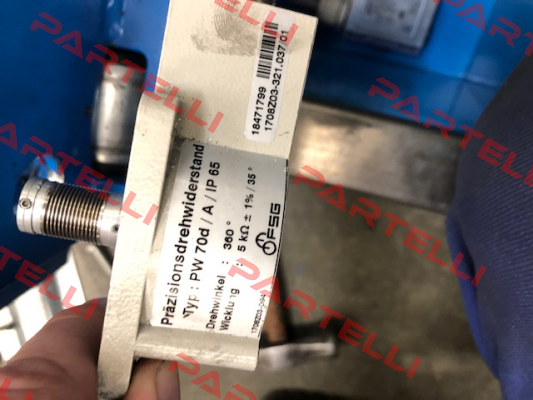 18471799
1708Z03-321.037.01
Präzisionsdrehwiderstand
Typ : PW 70d / A / IP 65
Drehwinkel : 360°
Wicklung : 5 kΩ ± 1% / 35°
FSG
PARTELLI
PARTELLI
PARTELLI
PARTELLI
PARTELLI
PARTELLI